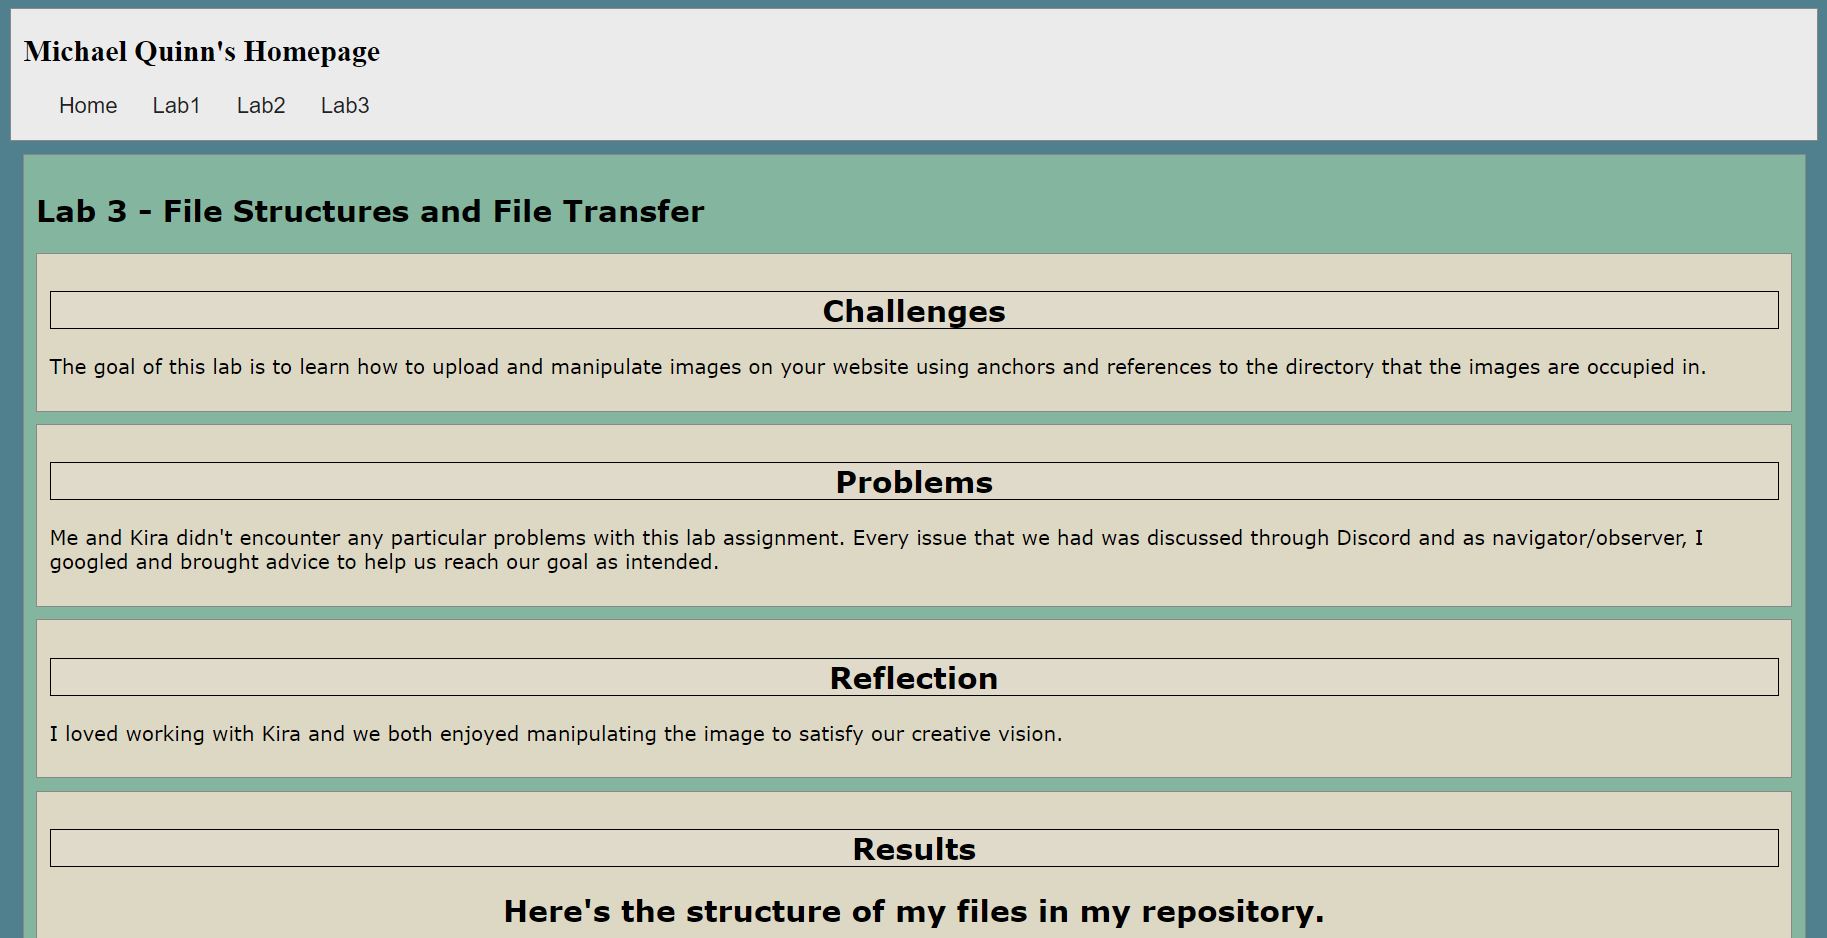 Michael Quinn's Homepage
Home Lab1 Lab2 Lab3
Lab 3 - File Structures and File Transfer
Challenges
The goal of this lab is to learn how to upload and manipulate images on your website using anchors and references to the directory that the images are occupied in.
Problems
Me and Kira didn't encounter any particular problems with this lab assignment. Every issue that we had was discussed through Discord and as navigator/observer, I
googled and brought advice to help us reach our goal as intended.
Reflection
I loved working with Kira and we both enjoyed manipulating the image to satisfy our creative vision.
Results
Here's the structure of my files in my repository.